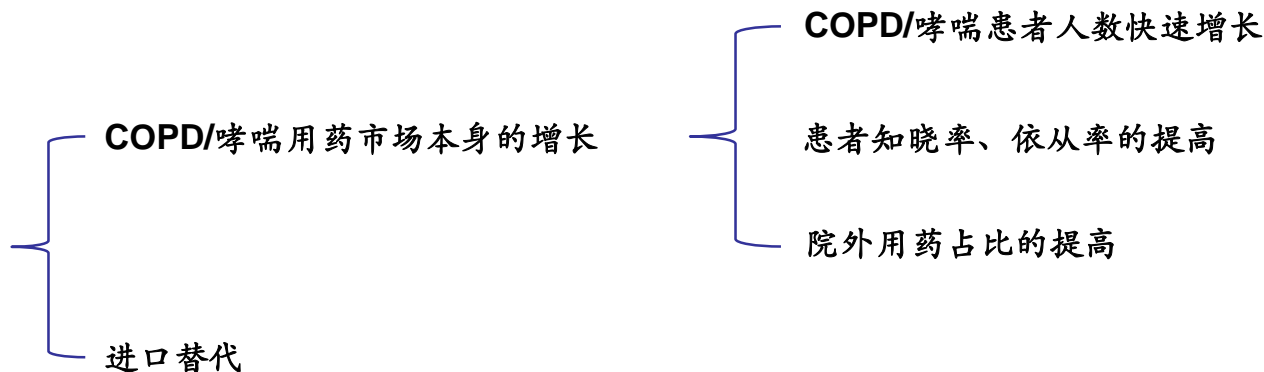 COPD/哮喘患者人数快速增长
COPD/哮喘用药市场本身的增长
患者知晓率、依从率的提高
院外用药占比的提高
进口替代